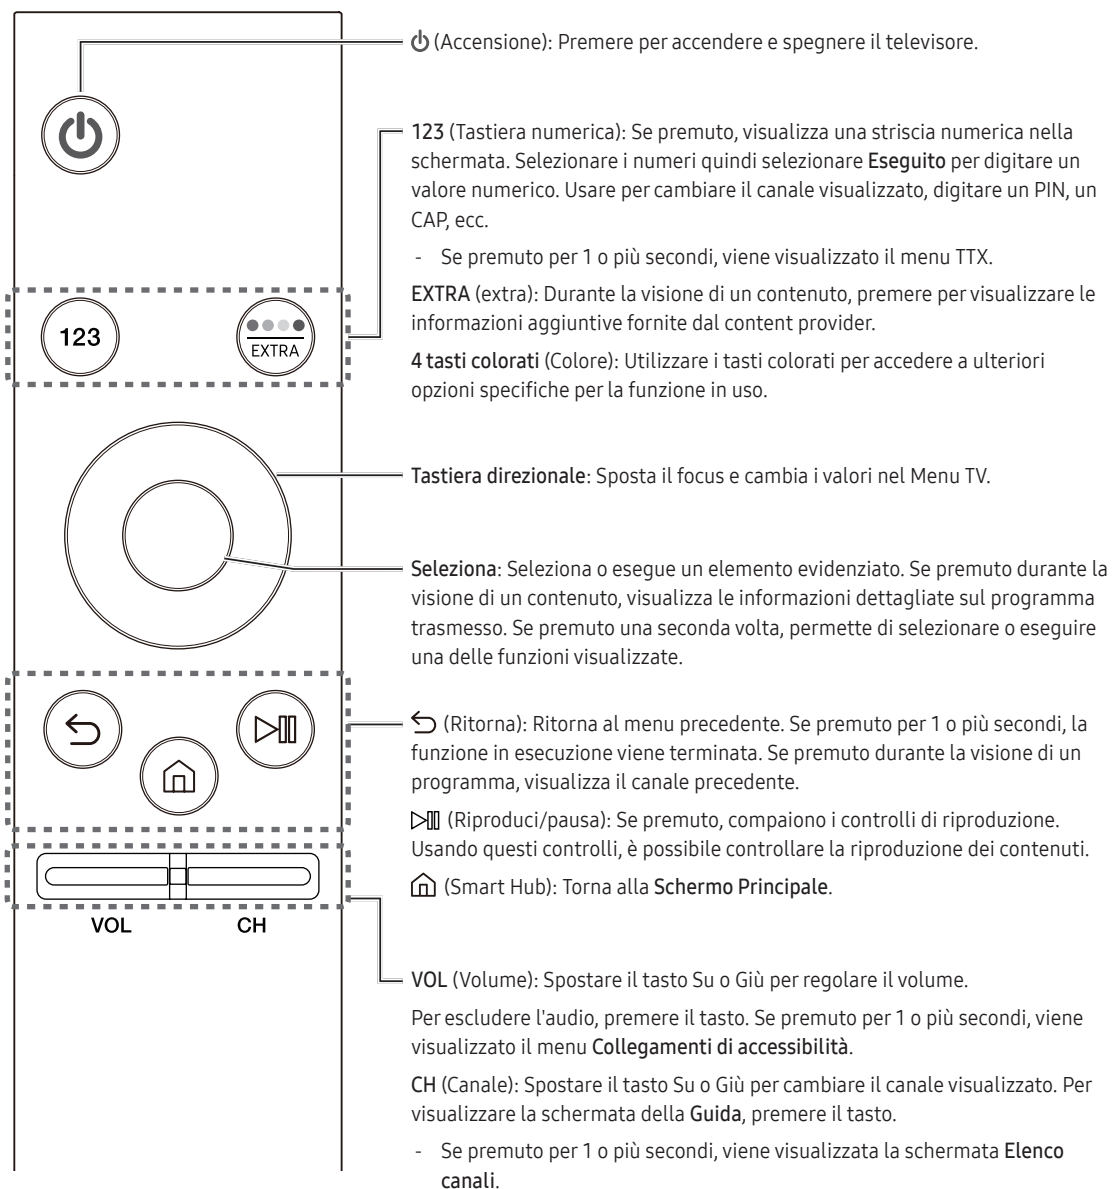 (Accensione): Premere per accendere e spegnere il televisore.
123 (Tastiera numerica): Se premuto, visualizza una striscia numerica nella
schermata. Selezionare i numeri quindi selezionare Eseguito per digitare un
valore numerico. Usare per cambiare il canale visualizzato, digitare un PIN, un
CAP, ecc.
- Se premuto per 1 o più secondi, viene visualizzato il menu TTX.
EXTRA (extra): Durante la visione di un contenuto, premere per visualizzare le
informazioni aggiuntive fornite dal content provider.
4 tasti colorati (Colore): Utilizzare i tasti colorati per accedere a ulteriori
opzioni specifiche per la funzione in uso.
123
EXTRA
Tastiera direzionale: Sposta il focus e cambia i valori nel Menu TV.
Seleziona: Seleziona o esegue un elemento evidenziato. Se premuto durante la
visione di un contenuto, visualizza le informazioni dettagliate sul programma
trasmesso. Se premuto una seconda volta, permette di selezionare o eseguire
una delle funzioni visualizzate.
(Ritorna): Ritorna al menu precedente. Se premuto per 1 o più secondi, la
funzione in esecuzione viene terminata. Se premuto durante la visione di un
programma, visualizza il canale precedente.
(Riproduci/pausa): Se premuto, compaiono i controlli di riproduzione.
Usando questi controlli, è possibile controllare la riproduzione dei contenuti.
(Smart Hub): Torna alla Schermo Principale.
VOL
CH
VOL (Volume): Spostare il tasto Su o Giù per regolare il volume.
Per escludere l'audio, premere il tasto. Se premuto per 1 o più secondi, viene
visualizzato il menu Collegamenti di accessibilità.
CH (Canale): Spostare il tasto Su o Giù per cambiare il canale visualizzato. Per
visualizzare la schermata della Guida, premere il tasto.
- Se premuto per 1 o più secondi, viene visualizzata la schermata Elenco
canali.